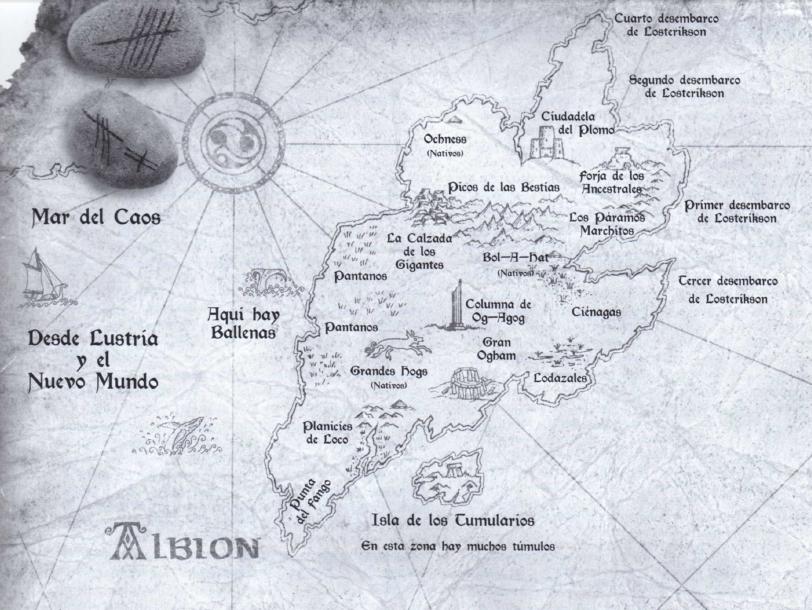 Cuarto desembarco
de Losterikson
Segundo desembarco
de Losterikson
Ciudadela
del Plomo
Ochness
(Nativos)
Forja de los
Ancestrales
Picos de las Bestias
Primer desembarco
de Losterikson
Mar del Caos
Los Páramos
Marchitos
La Calzada
de los
Gigantes
Bol-A-Hat
(Nativos)
Pantanos
Tercer desembarco
de Losterikson
Aquí hay
Ballenas
Columna de
Og-Agog
Ciénagas
Pantanos
Desde Lustria
y el
Nuevo Mundo
Gran
Ogham
Grandes Hogs
(Nativos)
Lodazales
Planicies
de Loco
Punta
del Fango
Isla de los Tumularios
En esta zona hay muchos túmulos
Albion